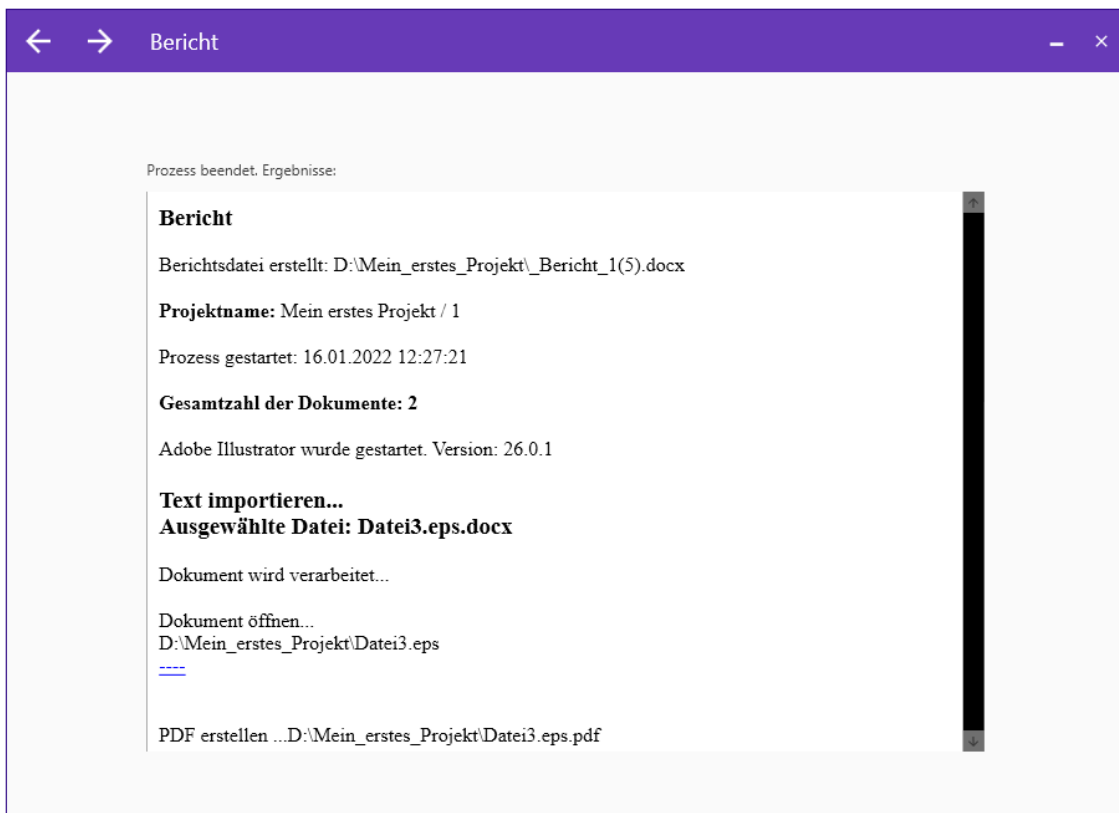 Bericht
Prozess beendet. Ergebnisse:
Bericht
Berichtsdatei erstellt: D:\Mein_erstes_Projekt\_Bericht_1(5).docx
Projektname: Mein erstes Projekt / 1
Prozess gestartet: 16.01.2022 12:27:21
Gesamtzahl der Dokumente: 2
Adobe Illustrator wurde gestartet. Version: 26.0.1
Text importieren...
Ausgewählte Datei: Datei3.eps.docx
Dokument wird verarbeitet...
Dokument öffnen...
D:\Mein_erstes_Projekt\Datei3.eps
----
PDF erstellen ...D:\Mein_erstes_Projekt\Datei3.eps.pdf